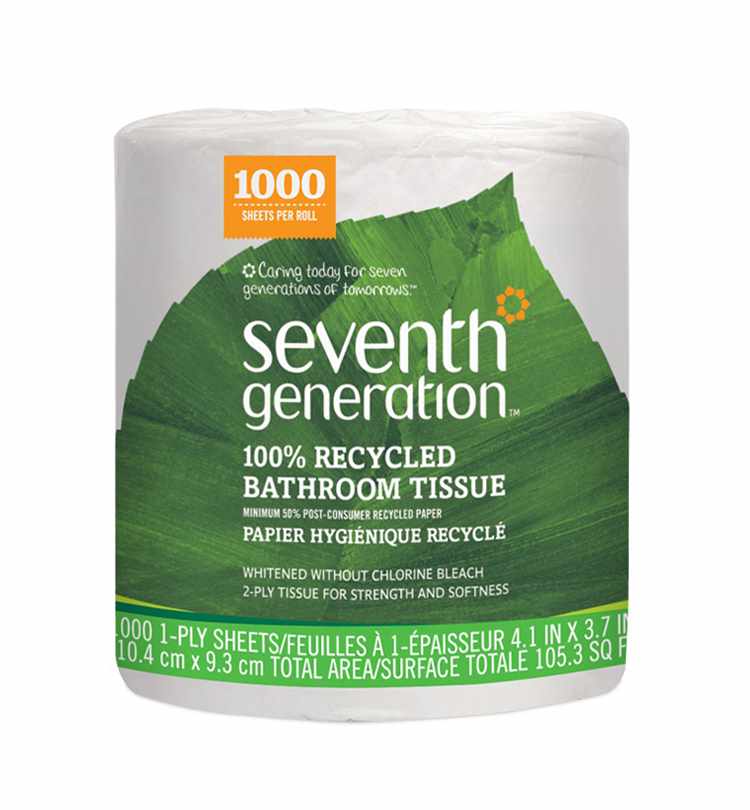 1000
SHEETS PER ROLL
Caring today for seven
generations of tomorrows.™
seventh
generation™
100% RECYCLED
BATHROOM TISSUE
MINIMUM 50% POST-CONSUMER RECYCLED PAPER
PAPIER HYGIÉNIQUE RECYCLÉ
WHITENED WITHOUT CHLORINE BLEACH
2-PLY TISSUE FOR STRENGTH AND SOFTNESS
1000 1-PLY SHEETS/FEUILLES À 1-ÉPAISSEUR 4.1 IN X 3.7 IN
10.4 cm x 9.3 cm TOTAL AREA/SURFACE TOTALE 105.3 SQ F